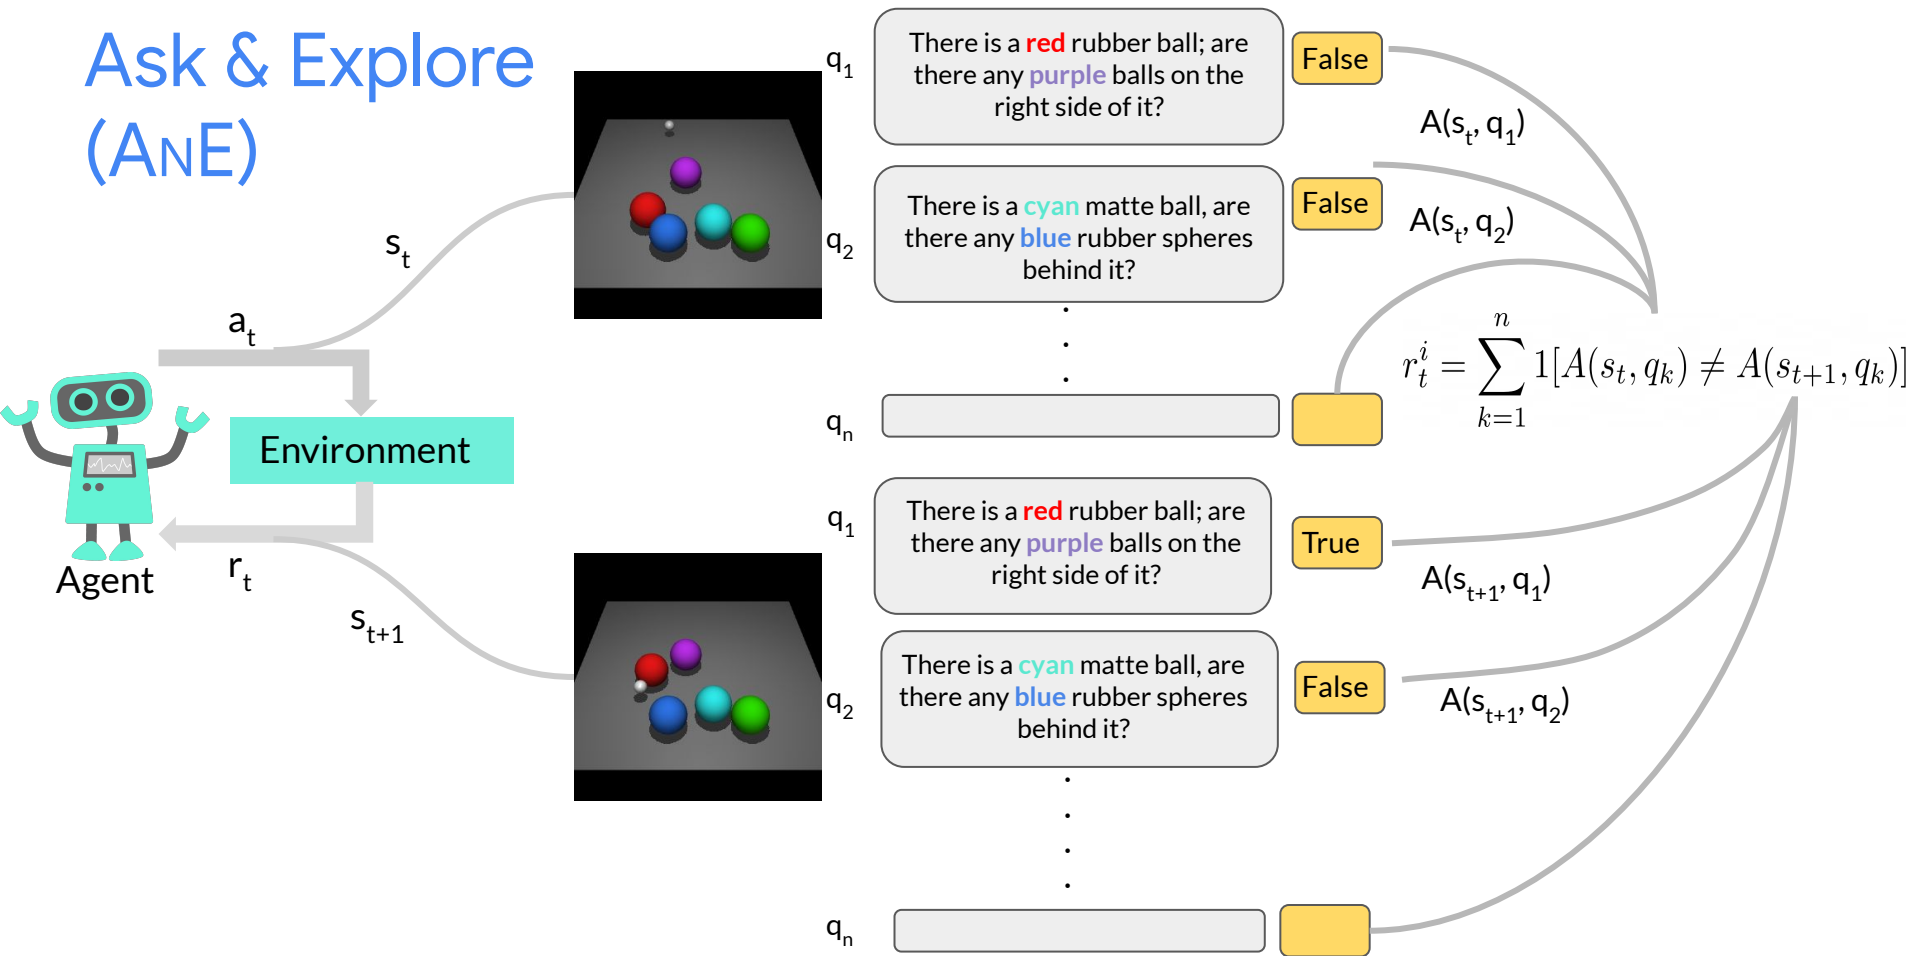 Ask & Explore
(ANE)
q1
There is a red rubber ball; are
there any purple balls on the
right side of it?
False
A(st, q1)
q2
There is a cyan matte ball, are
there any blue rubber spheres
behind it?
False
A(st, q2)
.
.
.
qn
st
at
Environment
Agent
rt
st+1
r_t^i = \sum_{k=1}^{n} 1[A(s_t, q_k) ≠ A(s_{t+1}, q_k)]
q1
There is a red rubber ball; are
there any purple balls on the
right side of it?
True
A(st+1, q1)
q2
There is a cyan matte ball, are
there any blue rubber spheres
behind it?
False
A(st+1, q2)
.
.
.
.
qn